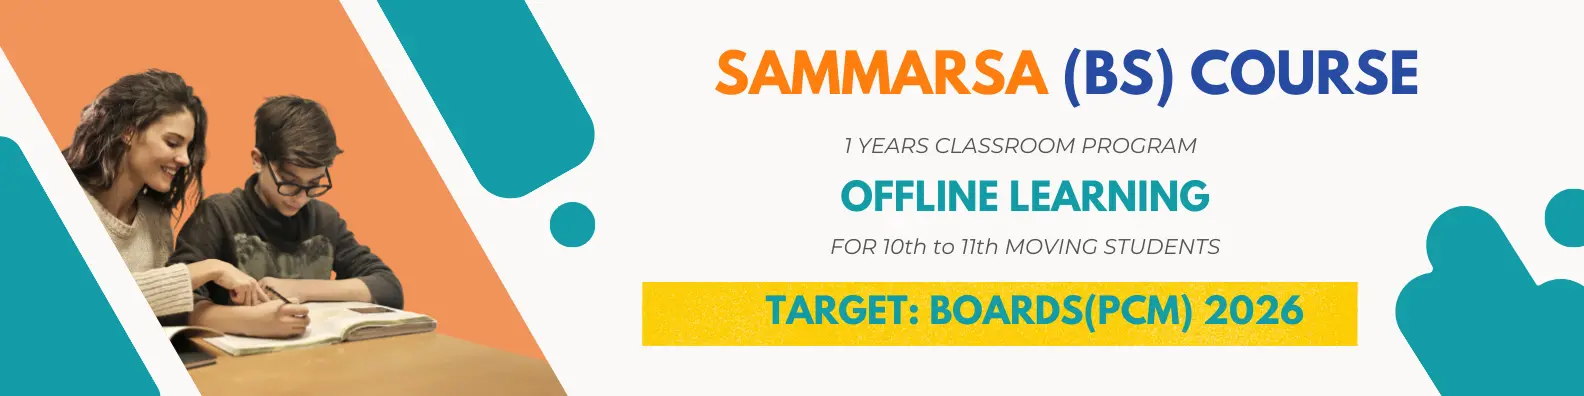 SAMMARSA (BS) COURSE
1 YEARS CLASSROOM PROGRAM
OFFLINE LEARNING
FOR 10th to 11th MOVING STUDENTS
TARGET: BOARDS(PCM) 2026